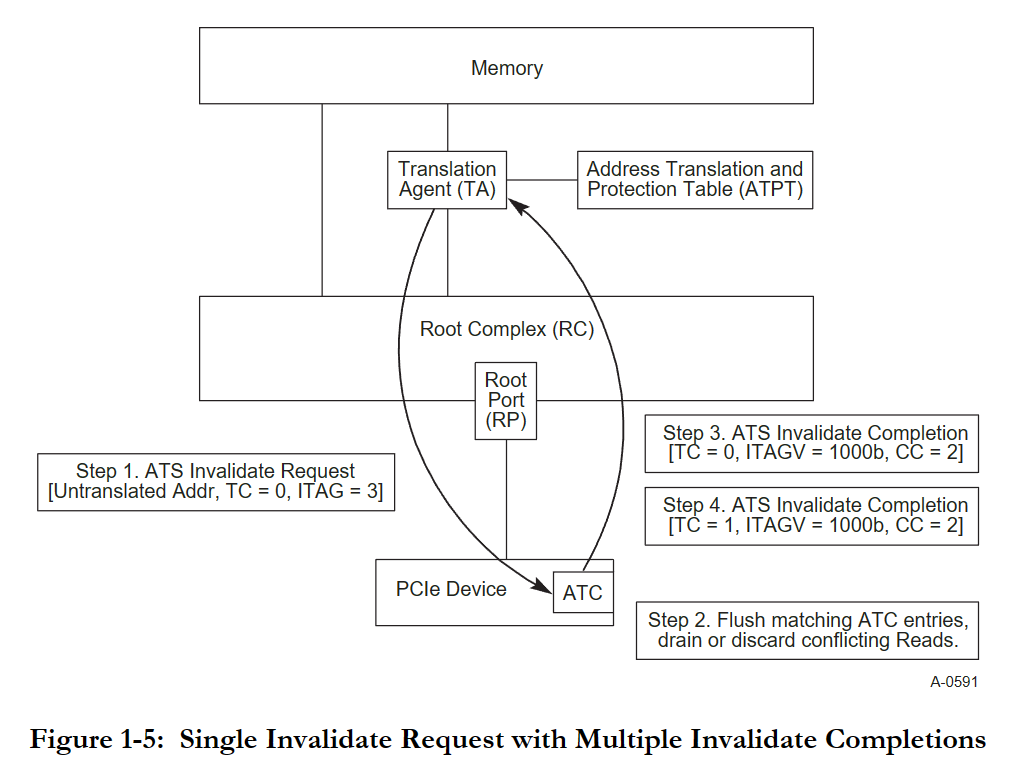 Memory
Translation
Agent (TA)
Address Translation and
Protection Table (ATPT)
Root Complex (RC)
Root
Port
(RP)
Step 1. ATS Invalidate Request
[Untranslated Addr, TC = 0, ITAG = 3]
Step 3. ATS Invalidate Completion
[TC = 0, ITAGV = 1000b, CC = 2]
Step 4. ATS Invalidate Completion
[TC = 1, ITAGV = 1000b, CC = 2]
PCIe Device
ATC
Step 2. Flush matching ATC entries,
drain or discard conflicting Reads.
A-0591
Figure 1-5: Single Invalidate Request with Multiple Invalidate Completions